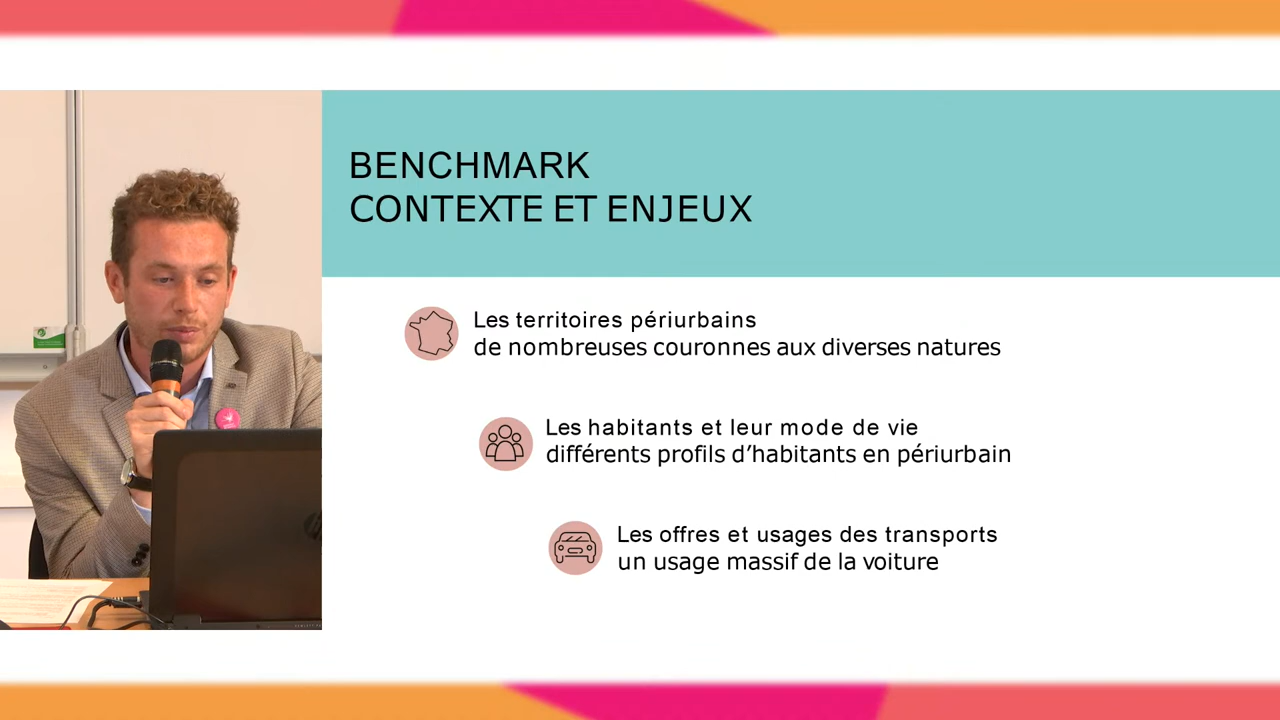 BENCHMARK
CONTEXTE ET ENJEUX
Les territoires périurbains
de nombreuses couronnes aux diverses natures
Les habitants et leur mode de vie
différents profils d’habitants en périurbain
Les offres et usages des transports
un usage massif de la voiture